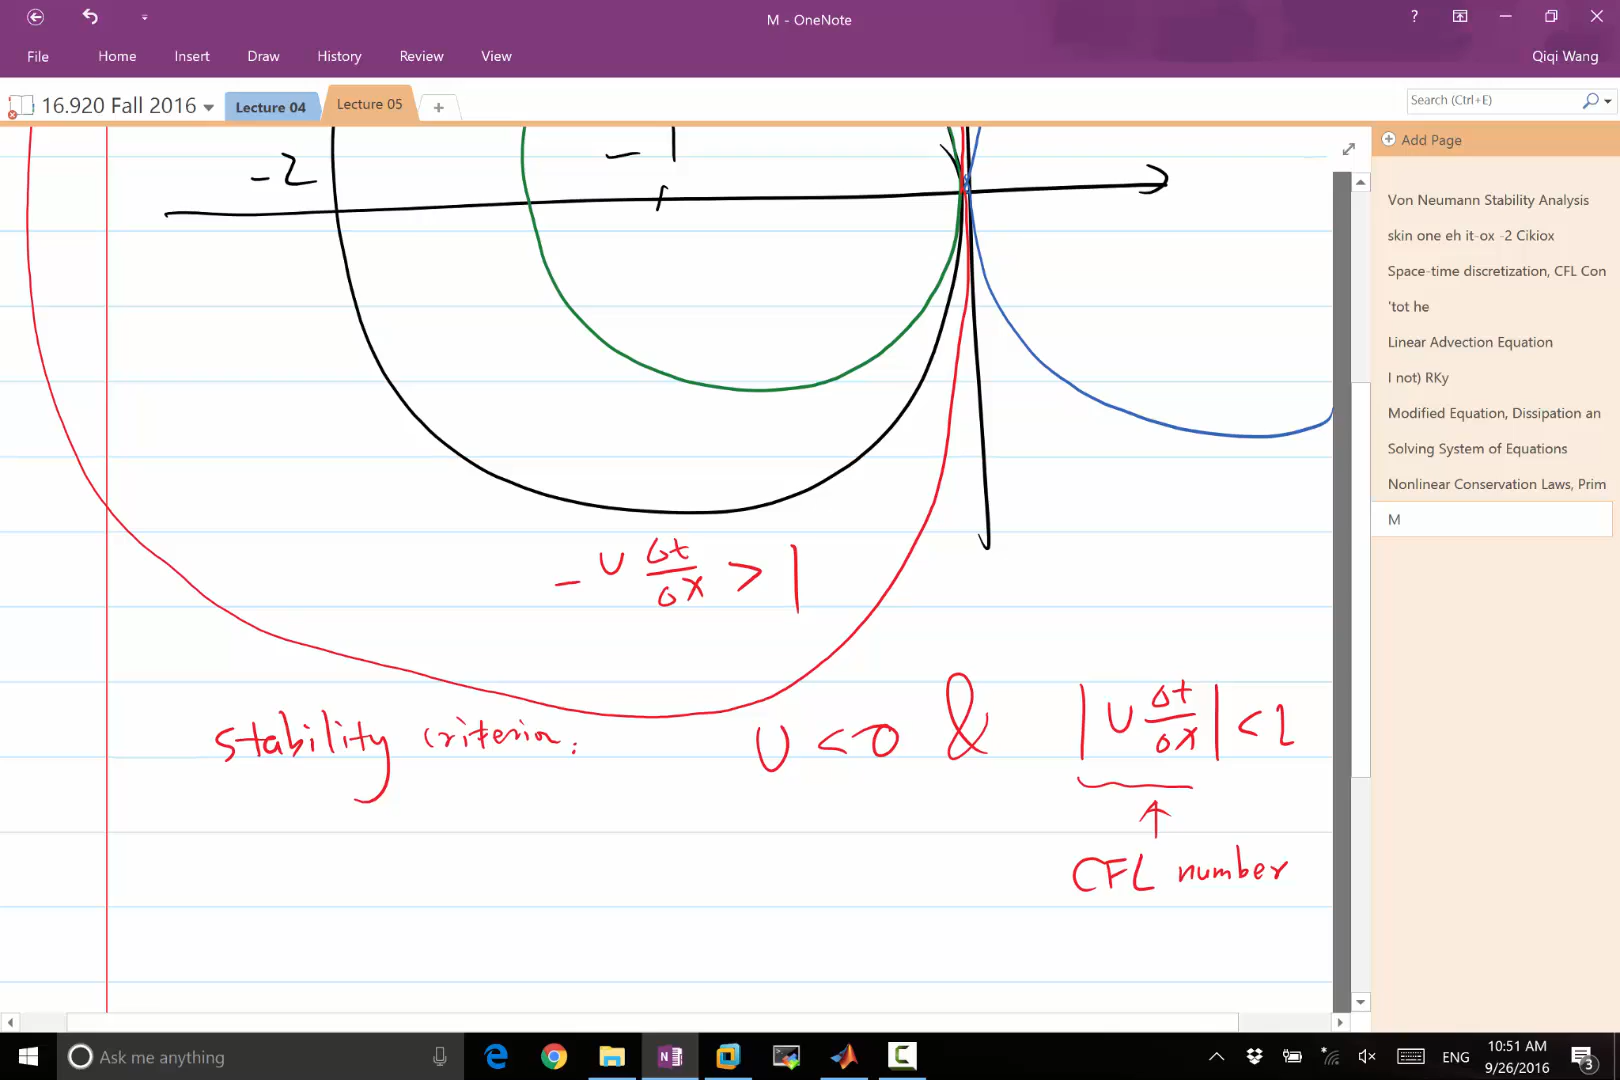 M - OneNote
?
File Home Insert Draw History Review View
Qiqi Wang
16.920 Fall 2016 Lecture 04 Lecture 05 +
Search (Ctrl+E)
Add Page
Von Neumann Stability Analysis
skin one eh it-ox -2 Cikiox
Space-time discretization, CFL Con
'tot he
Linear Advection Equation
I not) RKy
Modified Equation, Dissipation an
Solving System of Equations
Nonlinear Conservation Laws, Prim
M
-2 -1
-U Δt/Δx > 1
Stability criteria: U < 0 & |U Δt/Δx| < 1
CFL number
Ask me anything
ENG
10:51 AM
9/26/2016
3